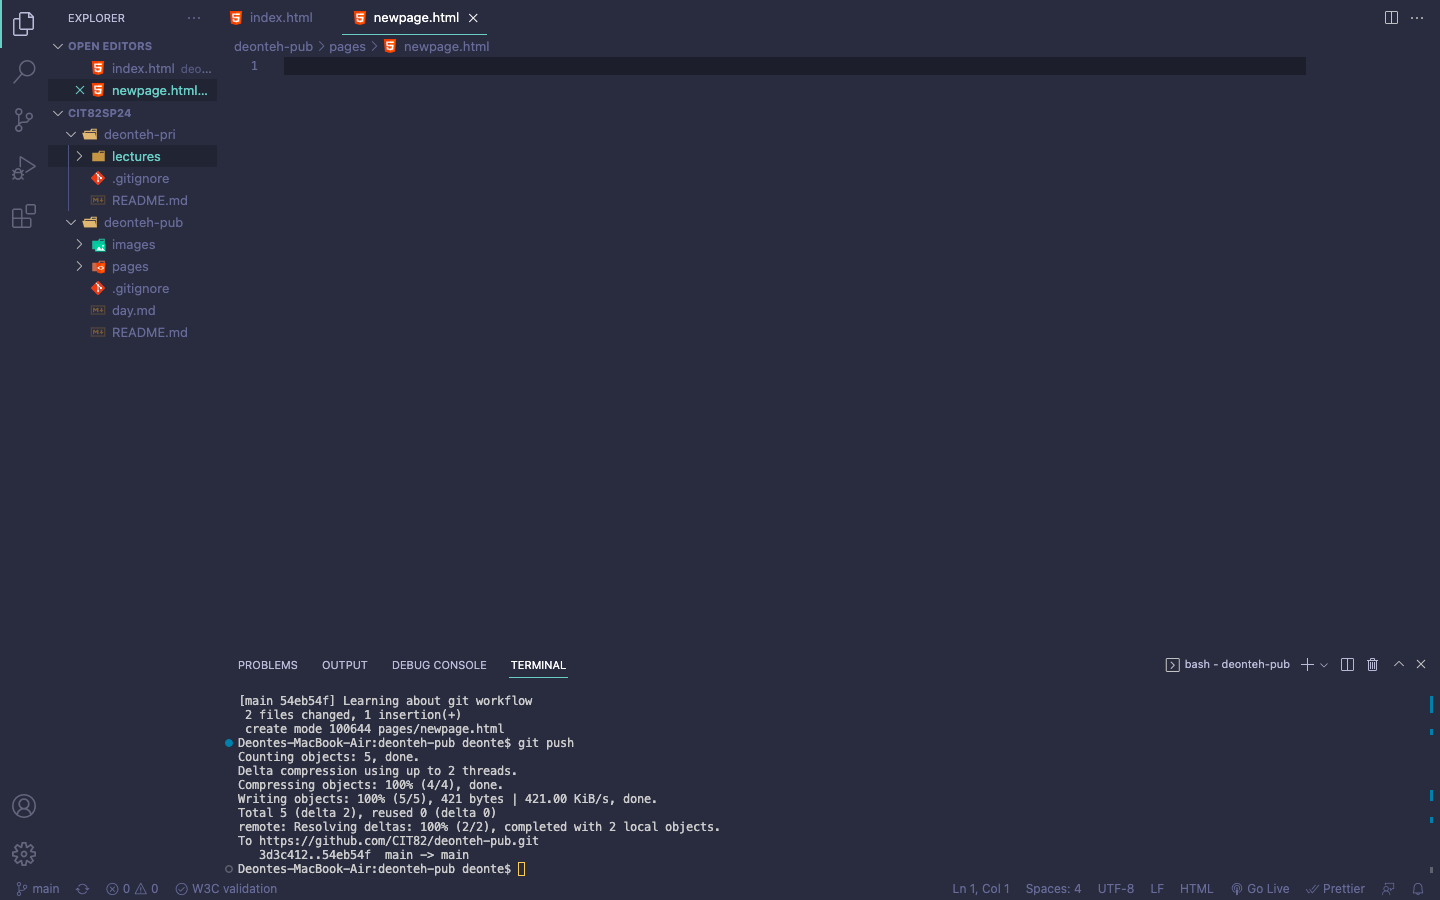 EXPLORER
index.html
newpage.html
OPEN EDITORS
index.html deo...
newpage.html...
CIT82SP24
deonteh-pri
lectures
.gitignore
README.md
deonteh-pub
images
pages
.gitignore
day.md
README.md
deonteh-pub > pages > newpage.html
1
PROBLEMS OUTPUT DEBUG CONSOLE TERMINAL
bash - deonteh-pub
[main 54eb54f] Learning about git workflow
2 files changed, 1 insertion(+)
create mode 100644 pages/newpage.html
Deontes-MacBook-Air:deonteh-pub deonte$ git push
Counting objects: 5, done.
Delta compression using up to 2 threads.
Compressing objects: 100% (4/4), done.
Writing objects: 100% (5/5), 421 bytes | 421.00 KiB/s, done.
Total 5 (delta 2), reused 0 (delta 0)
remote: Resolving deltas: 100% (2/2), completed with 2 local objects.
To https://github.com/CIT82/deonteh-pub.git
3d3c412..54eb54f  main -> main
Deontes-MacBook-Air:deonteh-pub deonte$
main 0 0 W3C validation Ln 1, Col 1 Spaces: 4 UTF-8 LF HTML Go Live Prettier